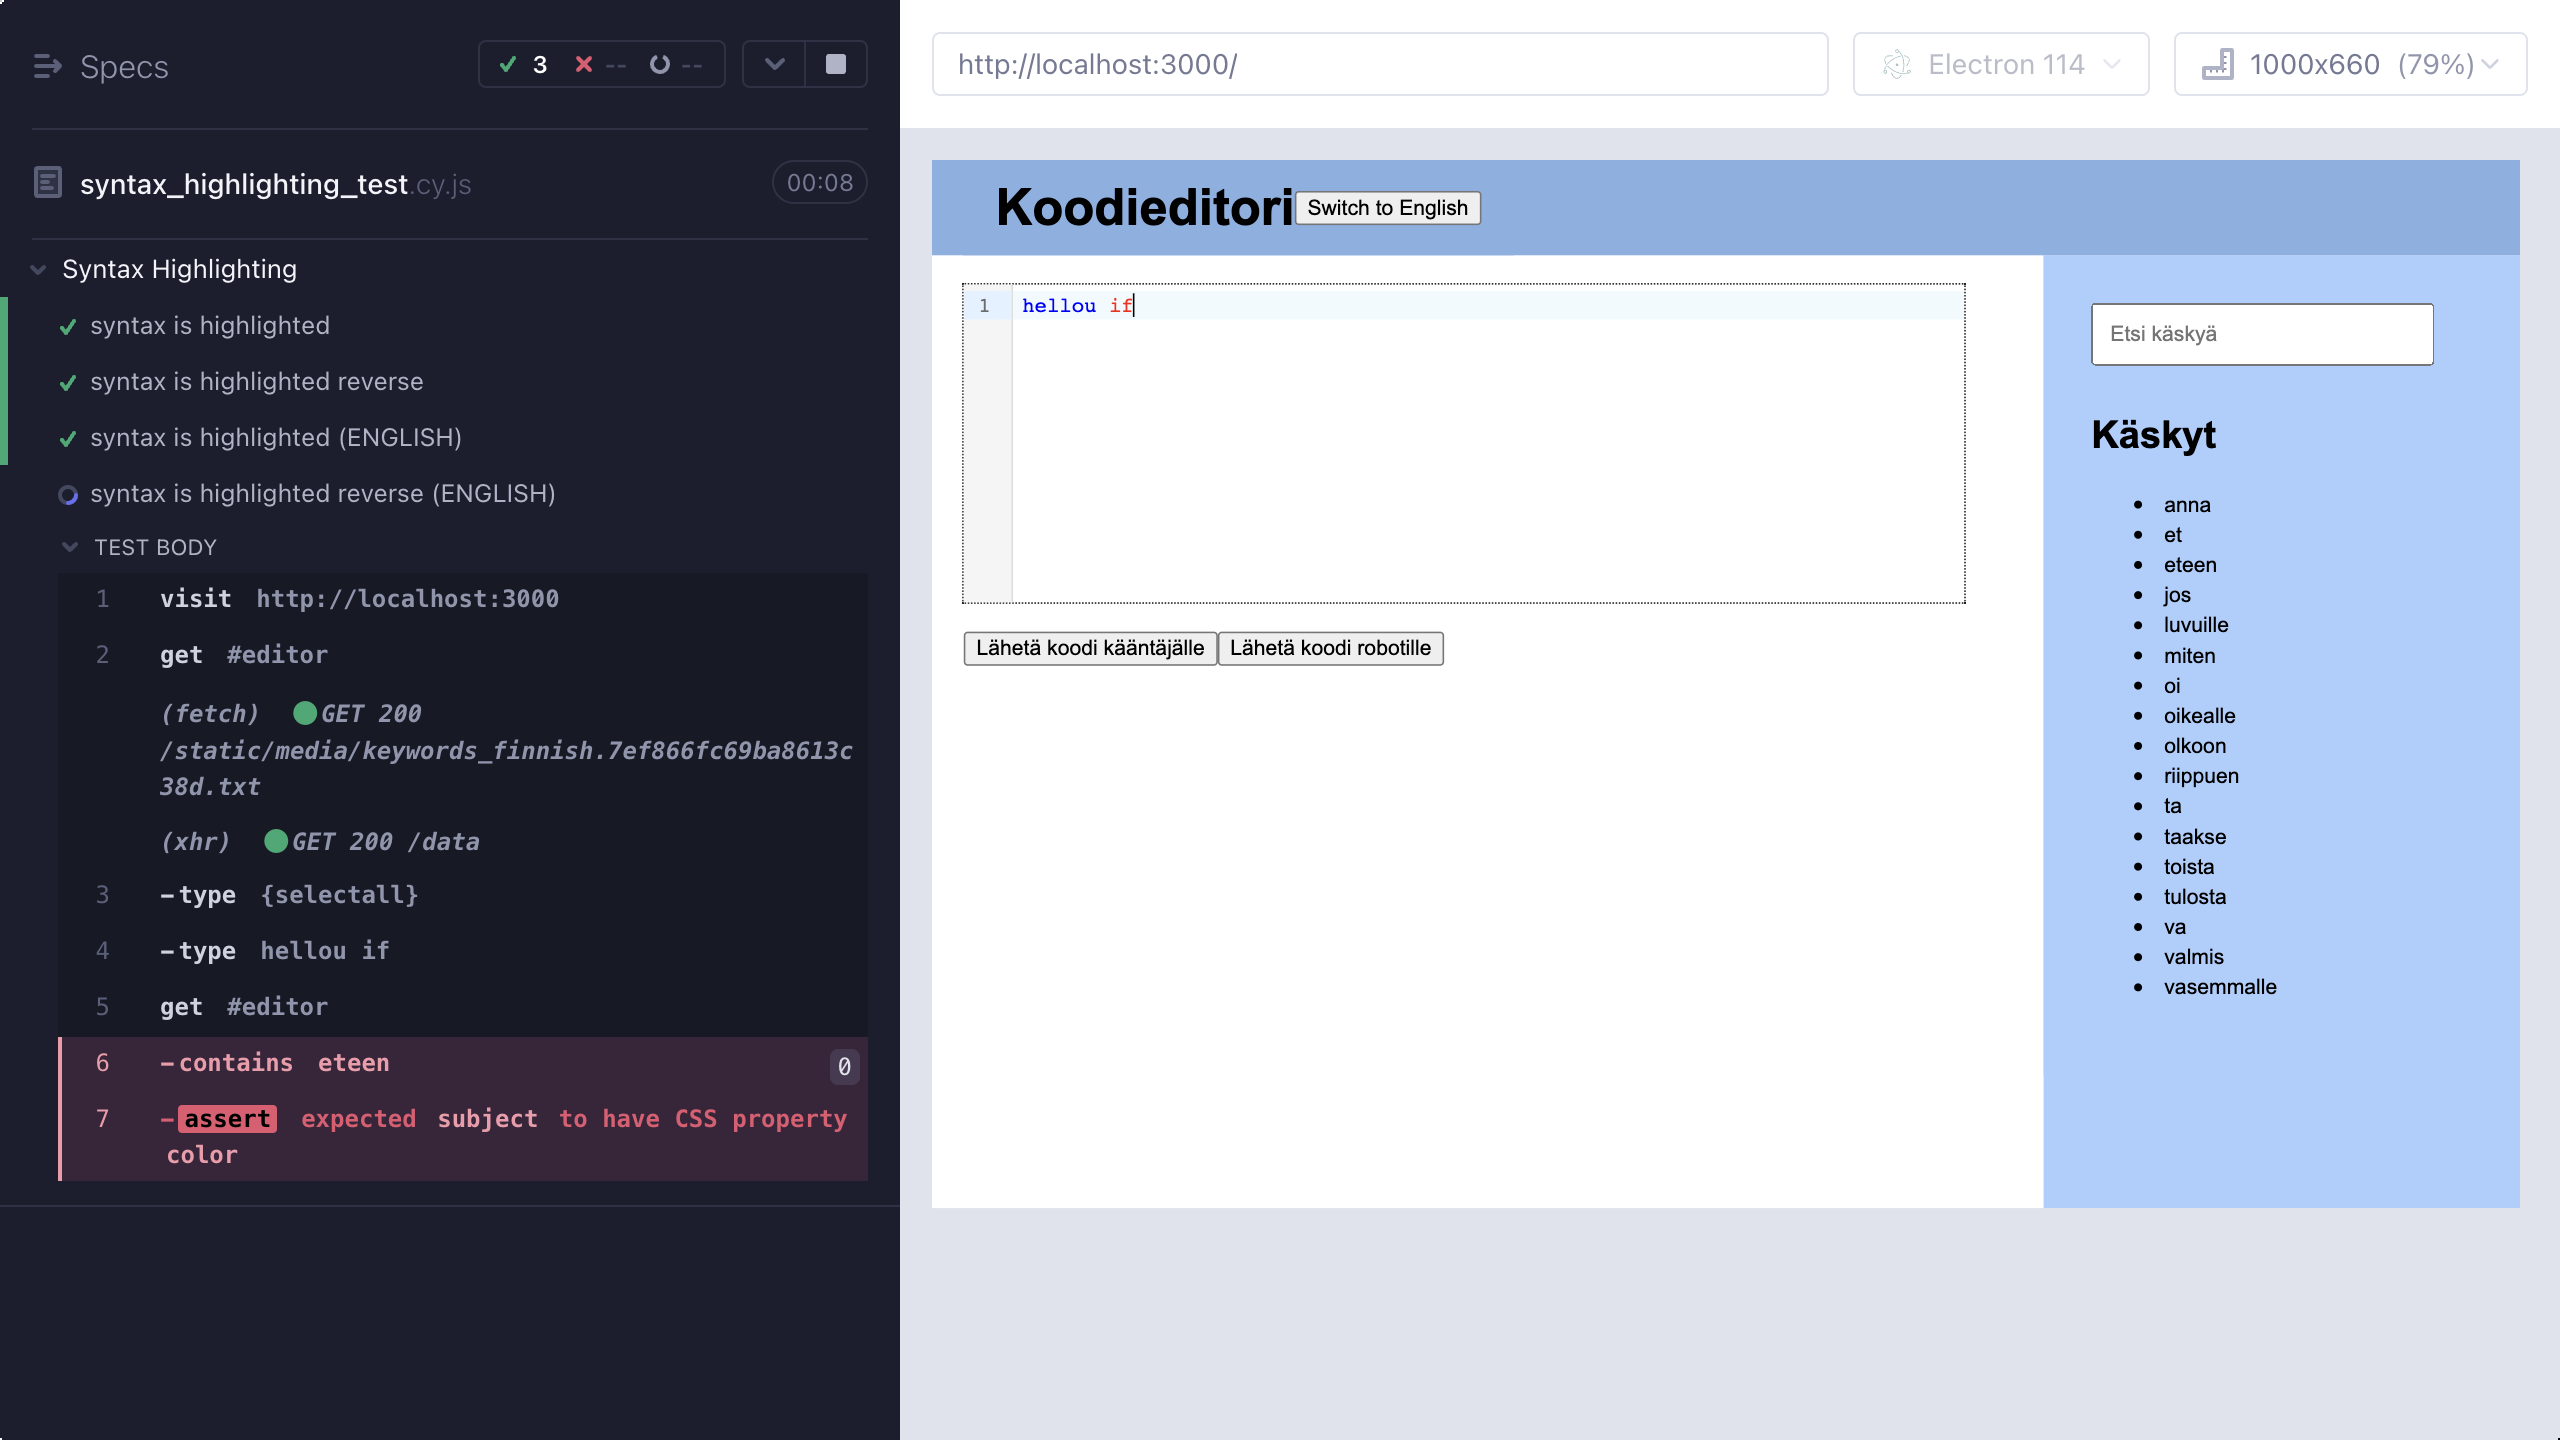 Specs
3 -- --
syntax_highlighting_test.cy.js
00:08
Syntax Highlighting
syntax is highlighted
syntax is highlighted reverse
syntax is highlighted (ENGLISH)
syntax is highlighted reverse (ENGLISH)
TEST BODY
1 visit http://localhost:3000
2 get #editor
(fetch) GET 200
/static/media/keywords_finnish.7ef866fc69ba8613c
38d.txt
(xhr) GET 200 /data
3 -type {selectall}
4 -type hellou if
5 get #editor
6 -contains eteen 0
7 -assert expected subject to have CSS property
color
http://localhost:3000/
Electron 114
1000x660 (79%)
Koodieditori
Switch to English
1 hellou if
Lähetä koodi kääntäjälle
Lähetä koodi robotille
Etsi käskyä
Käskyt
• anna
• et
• eteen
• jos
• luvuille
• miten
• oi
• oikealle
• olkoon
• riippuen
• ta
• taakse
• toista
• tulosta
• va
• valmis
• vasemmalle